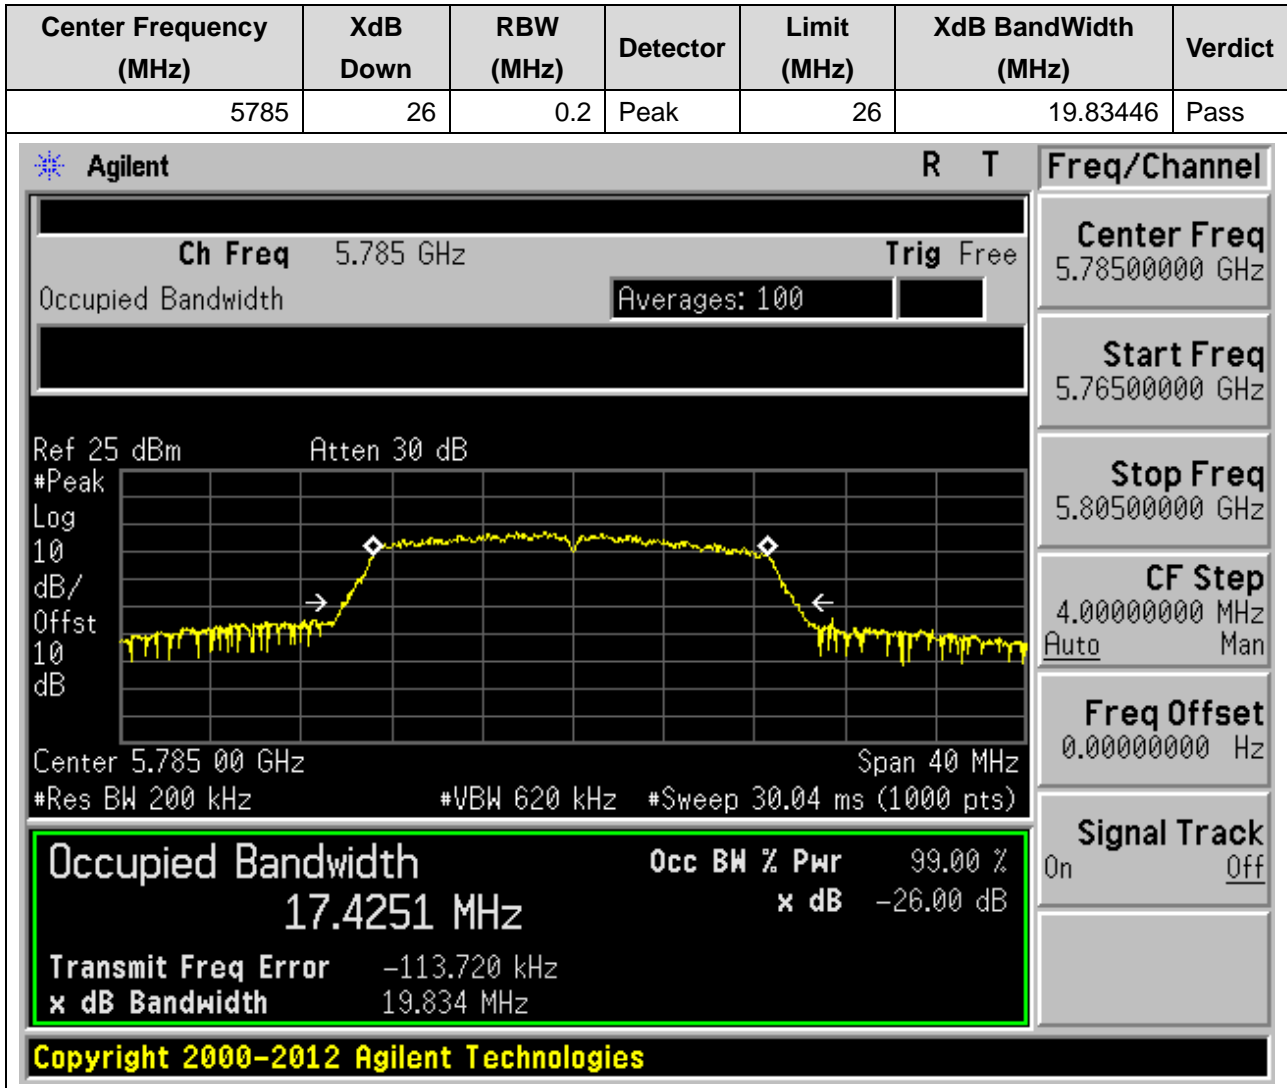 Center Frequency (MHz) XdB Down RBW (MHz) Detector Limit (MHz) XdB BandWidth (MHz) Verdict
5785 26 0.2 Peak 26 19.83446 Pass
Agilent R T
Ch Freq 5.785 GHz Trig Free
Occupied Bandwidth Averages: 100
Ref 25 dBm Atten 30 dB
#Peak
Log
10
dB/
Offst
10
dB
Center 5.785 00 GHz Span 40 MHz
#Res BW 200 kHz #VBW 620 kHz #Sweep 30.04 ms (1000 pts)
Occupied Bandwidth Occ BW % Pwr 99.00 %
17.4251 MHz x dB -26.00 dB
Transmit Freq Error -113.720 kHz
x dB Bandwidth 19.834 MHz
Copyright 2000-2012 Agilent Technologies
Freq/Channel
Center Freq
5.78500000 GHz
Start Freq
5.76500000 GHz
Stop Freq
5.80500000 GHz
CF Step
4.00000000 MHz
Auto Man
Freq Offset
0.00000000 Hz
Signal Track
On Off